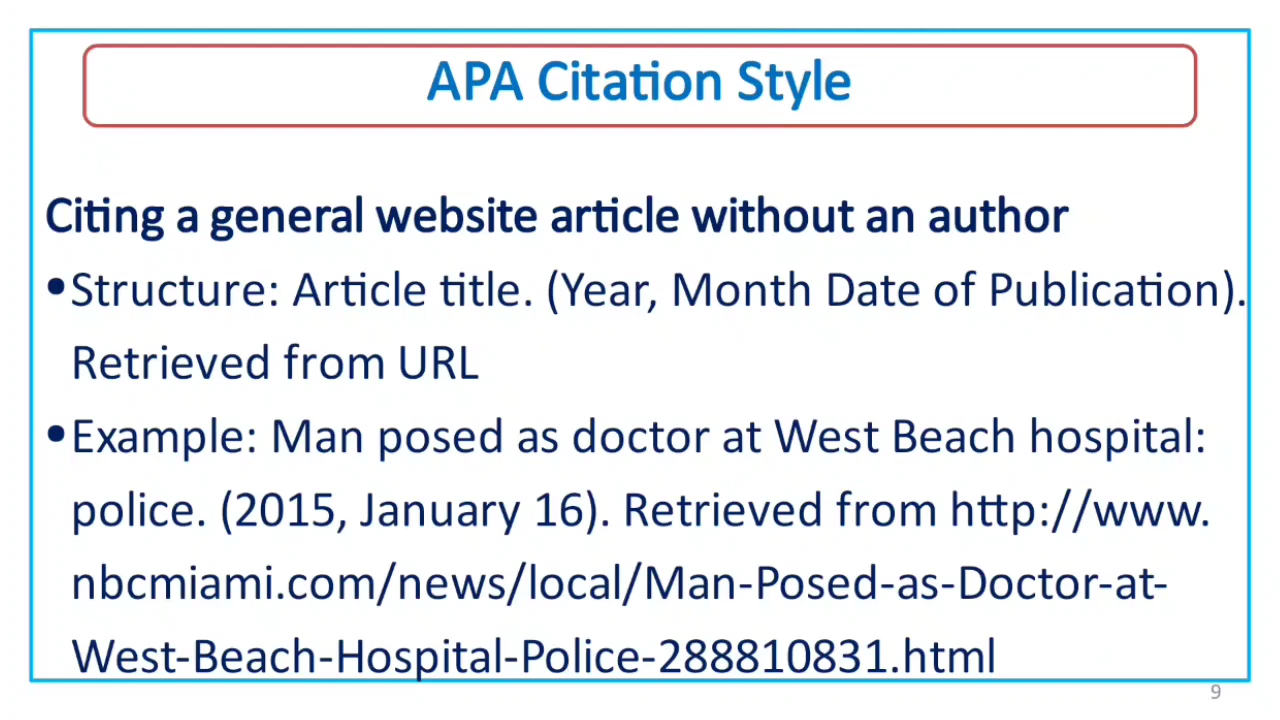 APA Citation Style
Citing a general website article without an author
•Structure: Article title. (Year, Month Date of Publication).
Retrieved from URL
•Example: Man posed as doctor at West Beach hospital:
police. (2015, January 16). Retrieved from http://www.
nbcmiami.com/news/local/Man-Posed-as-Doctor-at-
West-Beach-Hospital-Police-288810831.html
9